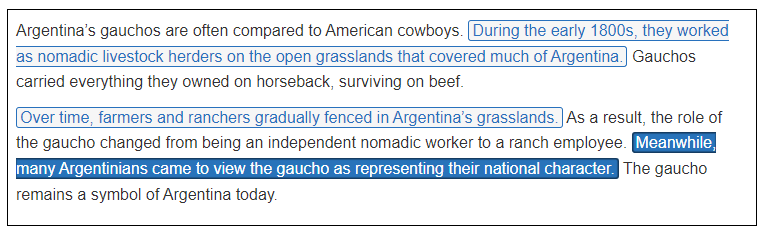 Argentina’s gauchos are often compared to American cowboys. During the early 1800s, they worked
as nomadic livestock herders on the open grasslands that covered much of Argentina. Gauchos
carried everything they owned on horseback, surviving on beef.
Over time, farmers and ranchers gradually fenced in Argentina’s grasslands. As a result, the role of
the gaucho changed from being an independent nomadic worker to a ranch employee. Meanwhile,
many Argentinians came to view the gaucho as representing their national character. The gaucho
remains a symbol of Argentina today.